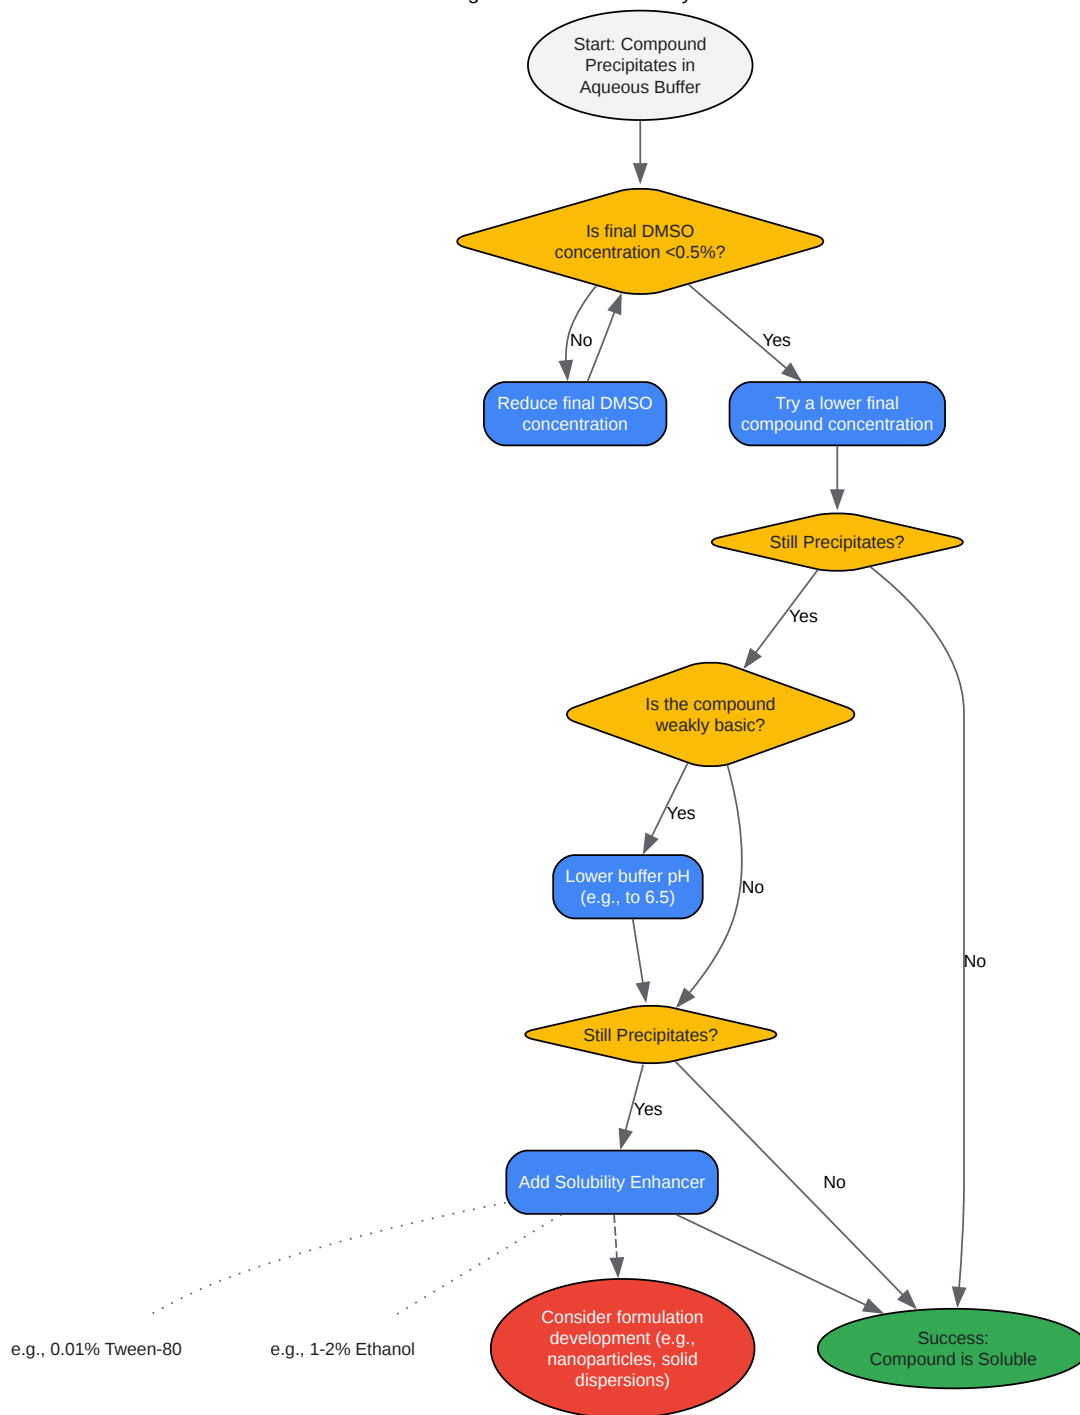 Start: Compound
Precipitates in
Aqueous Buffer
Is final DMSO
concentration <0.5%?
No
Yes
Reduce final DMSO
concentration
Try a lower final
compound concentration
Still Precipitates?
Yes
Is the compound
weakly basic?
Yes
Lower buffer pH
(e.g., to 6.5)
No
No
Still Precipitates?
Yes
Add Solubility Enhancer
No
e.g., 0.01% Tween-80
e.g., 1-2% Ethanol
Consider formulation
development (e.g.,
nanoparticles, solid
dispersions)
Success:
Compound is Soluble